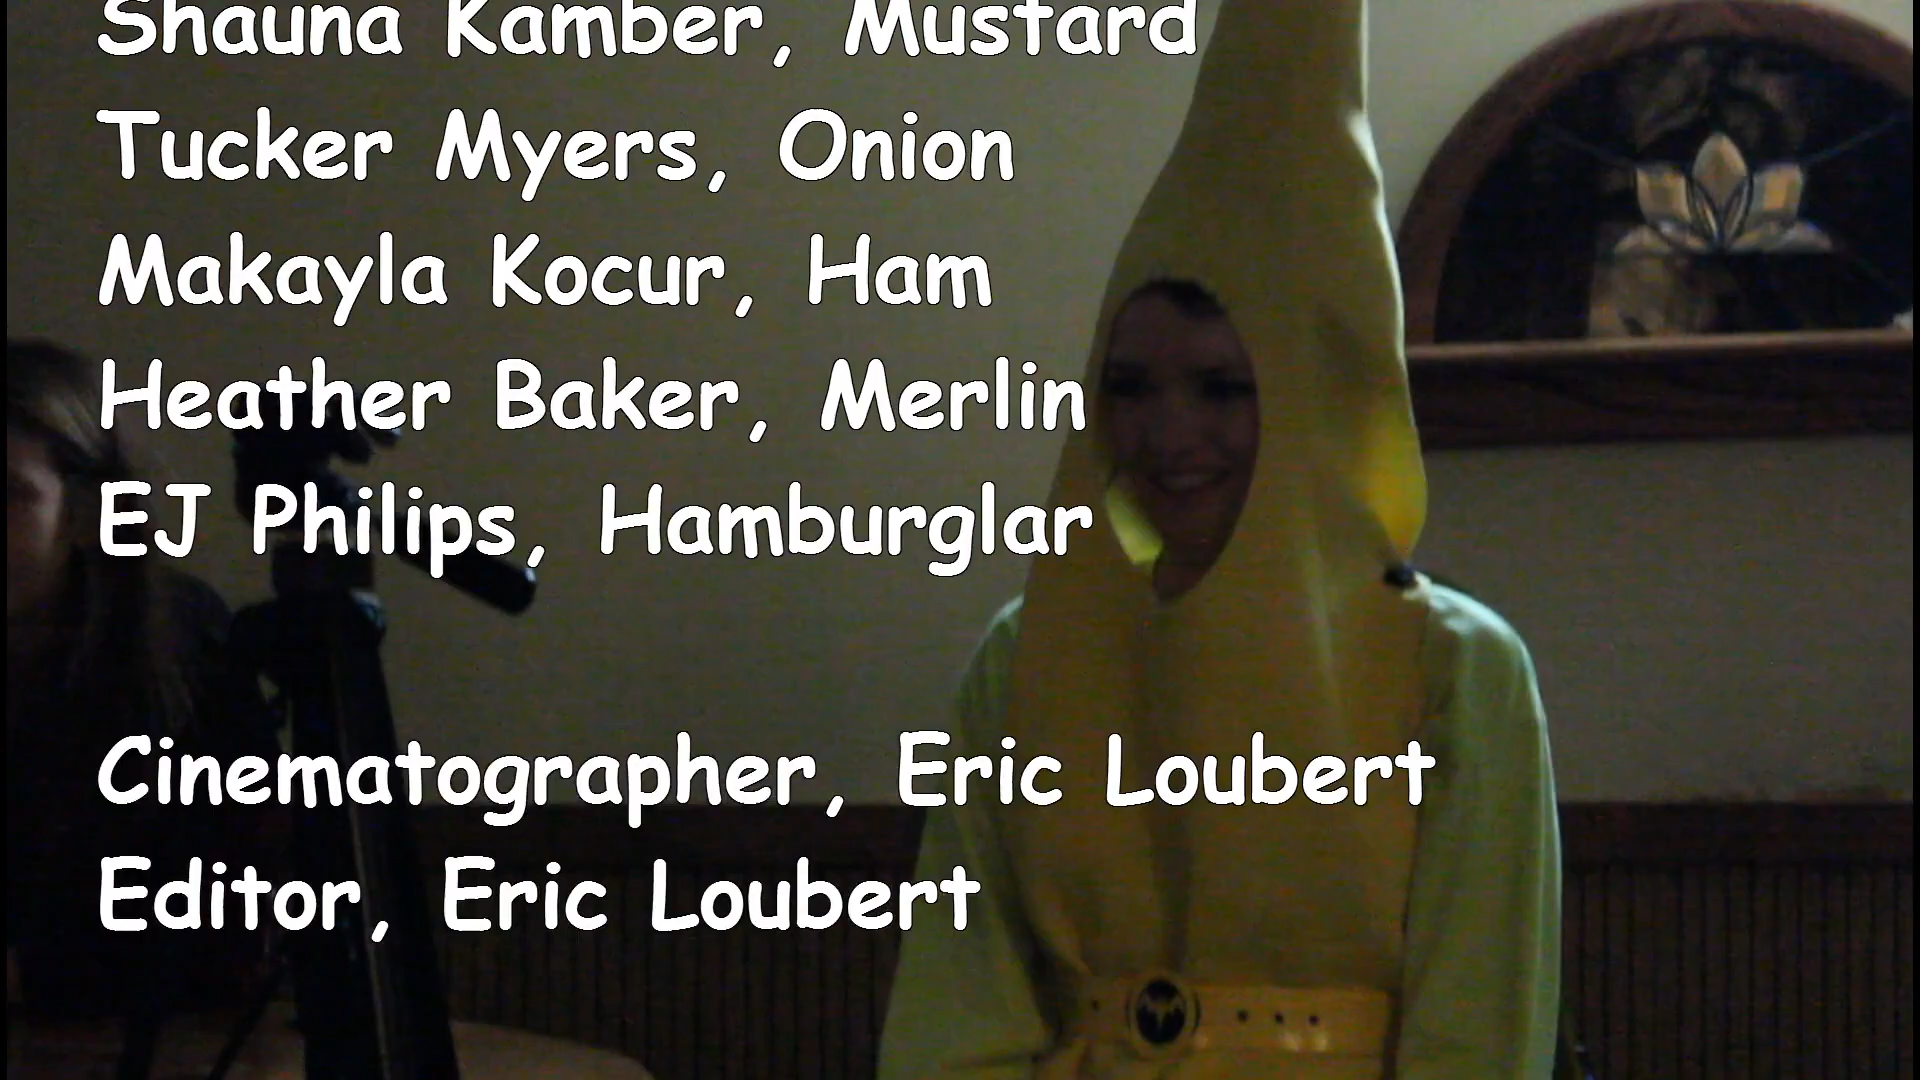 Shauna Kamber, Mustard
Tucker Myers, Onion
Makayla Kocur, Ham
Heather Baker, Merlin
EJ Philips, Hamburglar
Cinematographer, Eric Loubert
Editor, Eric Loubert